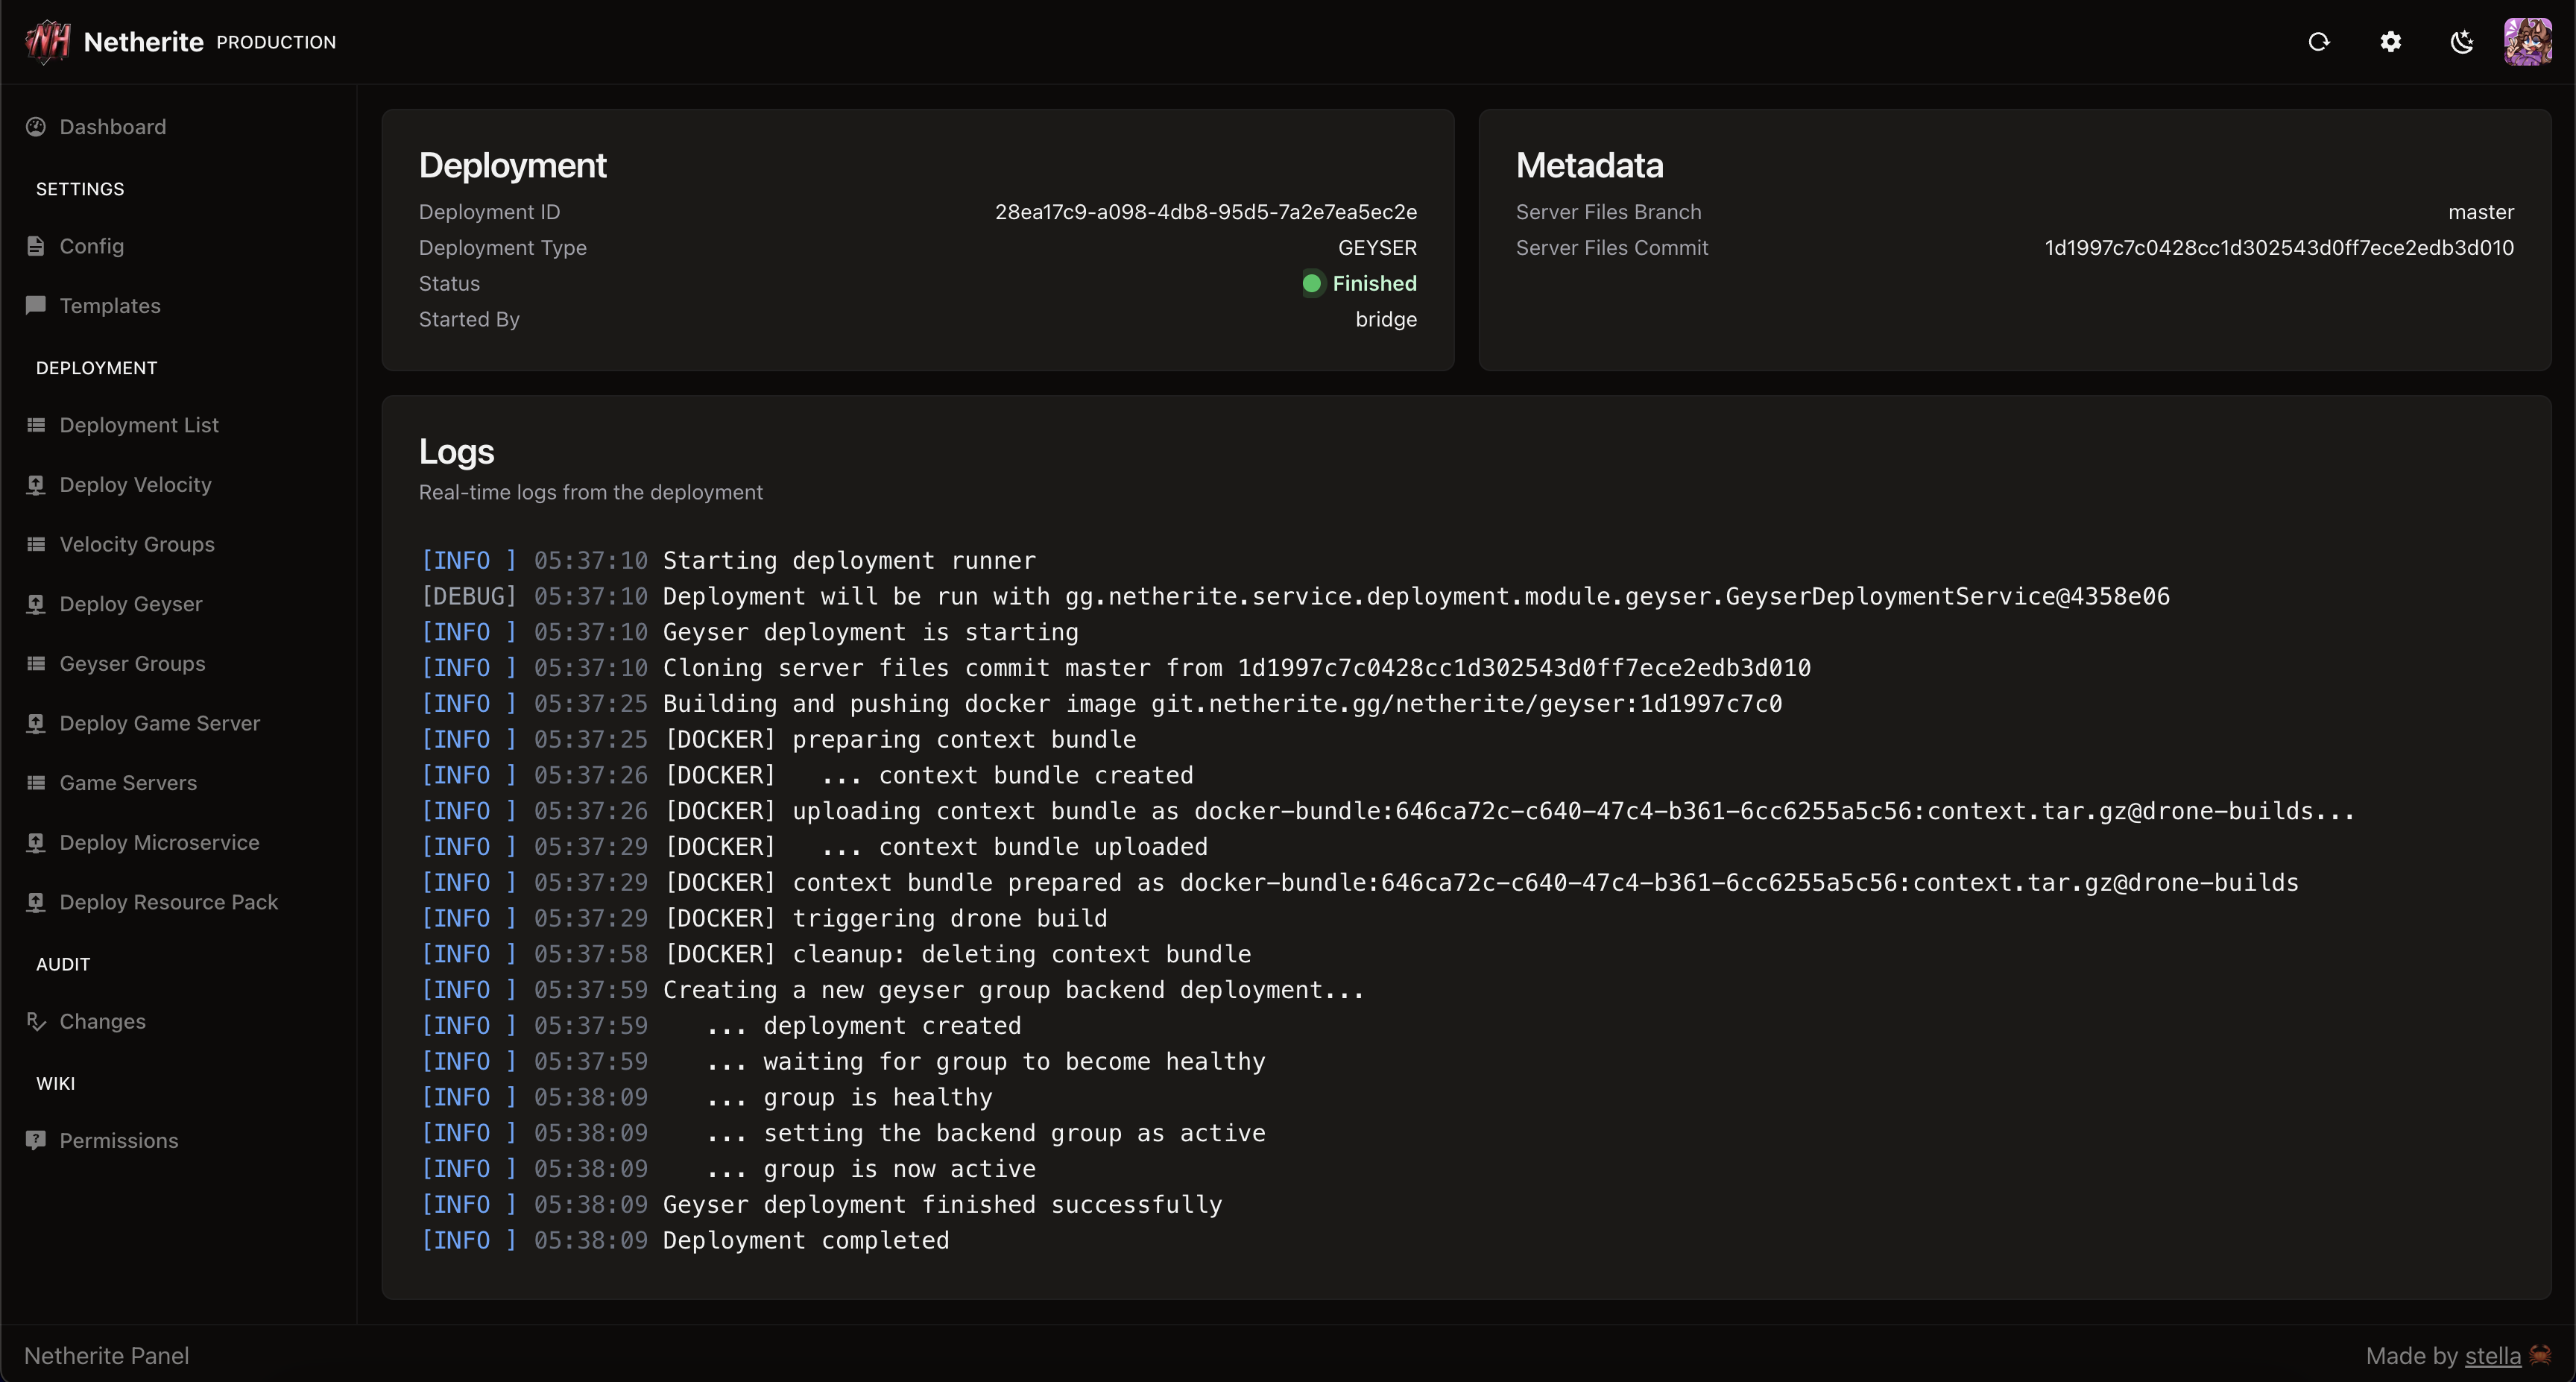 NH Netherite PRODUCTION
Dashboard
SETTINGS
Config
Templates
DEPLOYMENT
Deployment List
Deploy Velocity
Velocity Groups
Deploy Geyser
Geyser Groups
Deploy Game Server
Game Servers
Deploy Microservice
Deploy Resource Pack
AUDIT
Changes
WIKI
Permissions
Deployment
Deployment ID 28ea17c9-a098-4db8-95d5-7a2e7ea5ec2e
Deployment Type GEYSER
Status Finished
Started By bridge
Metadata
Server Files Branch master
Server Files Commit 1d1997c7c0428cc1d302543d0ff7ece2edb3d010
Logs
Real-time logs from the deployment
[INFO ] 05:37:10 Starting deployment runner
[DEBUG] 05:37:10 Deployment will be run with gg.netherite.service.deployment.module.geyser.GeyserDeploymentService@4358e06
[INFO ] 05:37:10 Geyser deployment is starting
[INFO ] 05:37:10 Cloning server files commit master from 1d1997c7c0428cc1d302543d0ff7ece2edb3d010
[INFO ] 05:37:25 Building and pushing docker image git.netherite.gg/netherite/geyser:1d1997c7c0
[INFO ] 05:37:25 [DOCKER] preparing context bundle
[INFO ] 05:37:26 [DOCKER]   ... context bundle created
[INFO ] 05:37:26 [DOCKER] uploading context bundle as docker-bundle:646ca72c-c640-47c4-b361-6cc6255a5c56:context.tar.gz@drone-builds...
[INFO ] 05:37:29 [DOCKER]   ... context bundle uploaded
[INFO ] 05:37:29 [DOCKER] context bundle prepared as docker-bundle:646ca72c-c640-47c4-b361-6cc6255a5c56:context.tar.gz@drone-builds
[INFO ] 05:37:29 [DOCKER] triggering drone build
[INFO ] 05:37:58 [DOCKER] cleanup: deleting context bundle
[INFO ] 05:37:59 Creating a new geyser group backend deployment...
[INFO ] 05:37:59   ... deployment created
[INFO ] 05:37:59   ... waiting for group to become healthy
[INFO ] 05:38:09   ... group is healthy
[INFO ] 05:38:09   ... setting the backend group as active
[INFO ] 05:38:09   ... group is now active
[INFO ] 05:38:09 Geyser deployment finished successfully
[INFO ] 05:38:09 Deployment completed
Netherite Panel
Made by stella 🦀